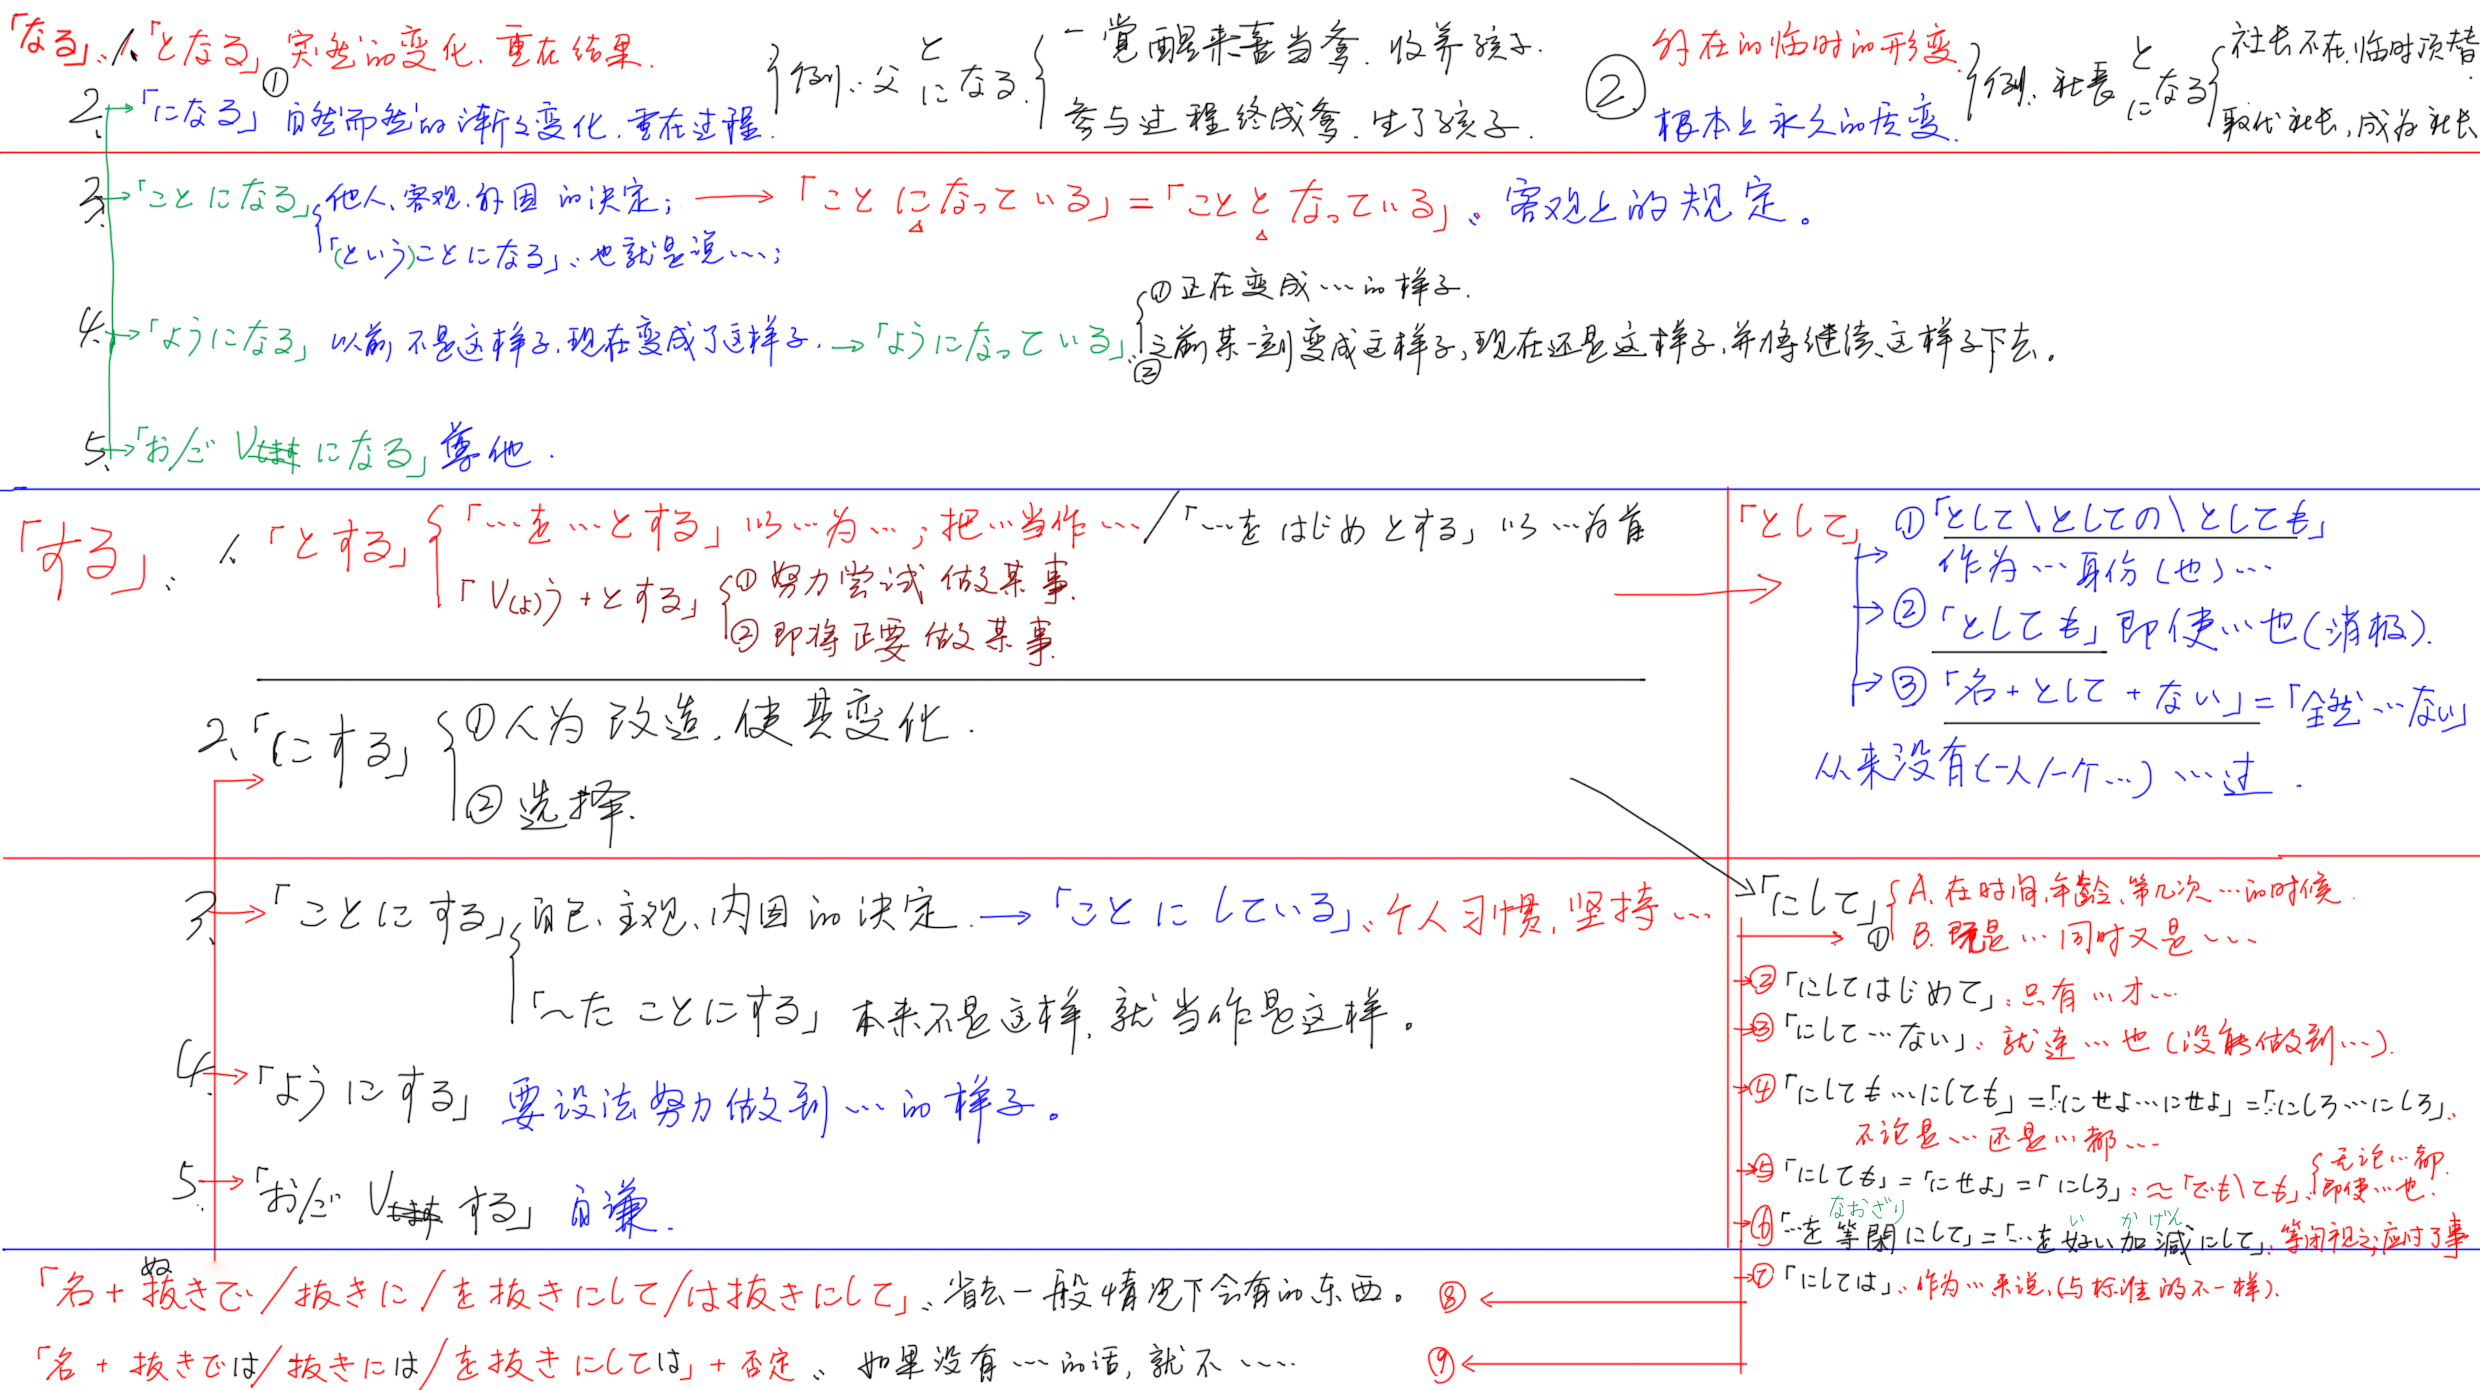 「なる」、1、「となる」①突然的变化、重在结果.
2、「になる」自然而然的渐渐变化.重在过程.
例:父
と
になる.
一觉醒来喜当爹.收养孩子.
参与过程终成爹.生了孩子.
②
外在的临时的形变.
根本上永久的质变.
例:社長
と
に
なる
社长不在,临时顶替.
取代社长,成为社长
3、「ことになる」他人、客观、外因的决定;→「ことになっている」=「こととなっている」:客观上的规定。
「(という)ことになる」:也就是说…;
4、「ようになる」以前不是这样子.现在变成了这样子.→「ようになっている」:
①正在变成…的样子.
②之前某一刻变成这样子,现在还是这样子,并将继续这样子下去。
5、「お/ご Vます になる」尊他.
「する」:1、「とする」
「…を…とする」以…为…;把…当作…/「…をはじめとする」以…为首
「V(よ)う+とする」
①努力尝试做某事.
②即将正要做某事.
2、「にする」
①人为改造.使其变化.
②选择.
3、「ことにする」自己、主观、内因的决定.→「ことにしている」:个人习惯,坚持…
「~たことにする」本来不是这样,就当作是这样。
4、「ようにする」要设法努力做到…的样子。
5、「お/ご Vます する」自谦.
「として」
①「として\としての\としても」
作为…身份(也)…
②「としても」即使…也(消极).
③「名+として+ない」=「全然…ない」
从来没有(一人/一个…)…过.
「にして」
①
A.在时间,年龄、第几次…的时候.
B.既是…同时又是…
②「にしてはじめて」:只有…才…
③「にして…ない」:就连…也(没能做到…).
④「にしても…にしても」=「…にせよ…にせよ」=「…にしろ…にしろ」:
不论是…还是…都…
⑤「にしても」=「にせよ」=「にしろ」:≈「でも\ても」:
无论…都.
即使…也.
なおざり い か げん
⑥「…を等閑にして」=「…を好い加減にして」:等闲视之;应付了事
⑦「にしては」:作为…来说,(与标准的不一样).
ぬ
「名+抜きで/抜きに/を抜きにして/は抜きにして」:省去一般情况下会有的东西。⑧
「名+抜きでは/抜きには/を抜きにしては」+否定:如果没有…的话,就不…… ⑨